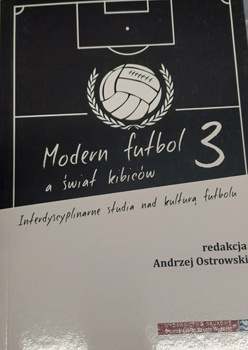 Modern futbol 3
a świat kibiców
Interdyscyplinarne studia nad kulturą futbolu
redakcja
Andrzej Ostrowski